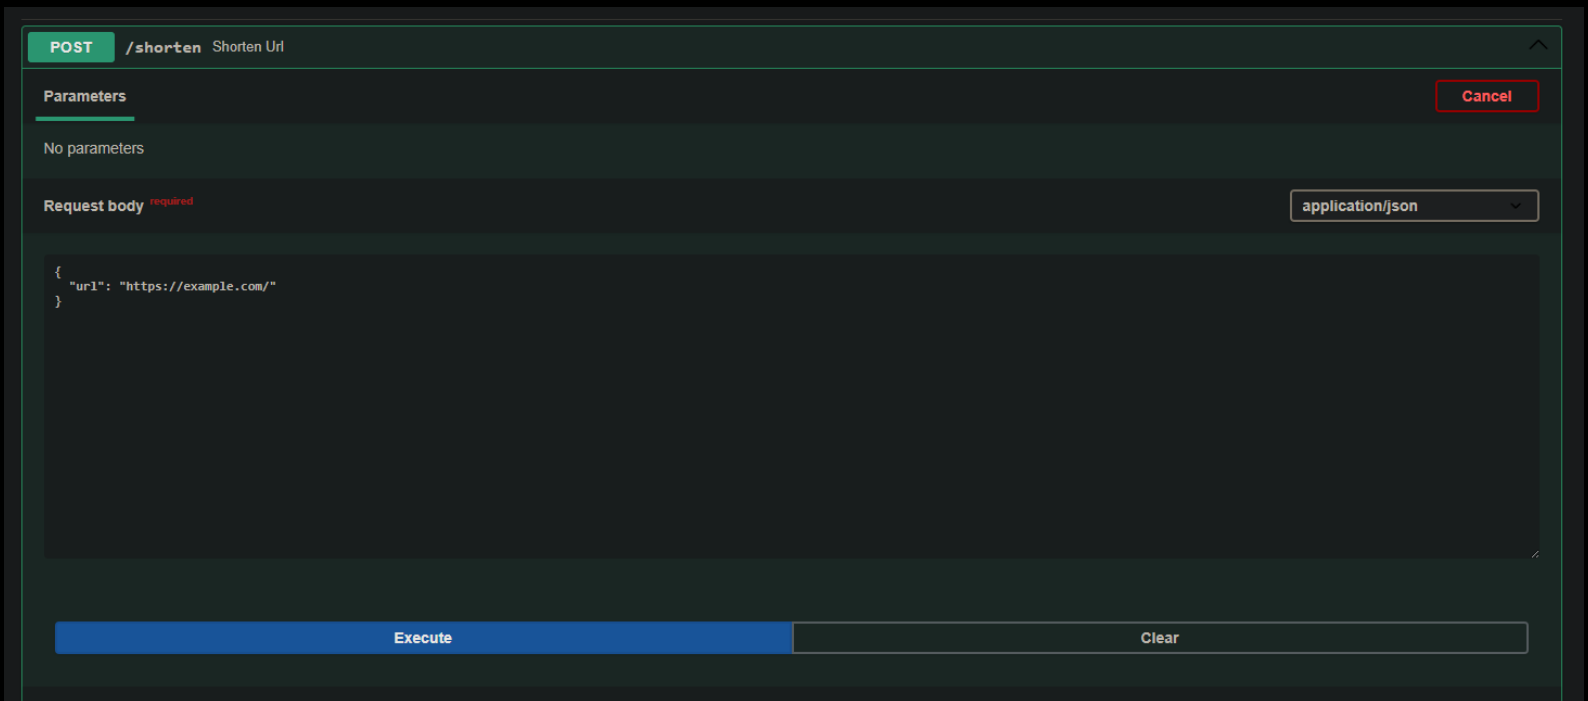 POST /shorten Shorten Url
Parameters
Cancel
No parameters
Request body required
application/json
{
  "url": "https://example.com/"
}
Execute
Clear